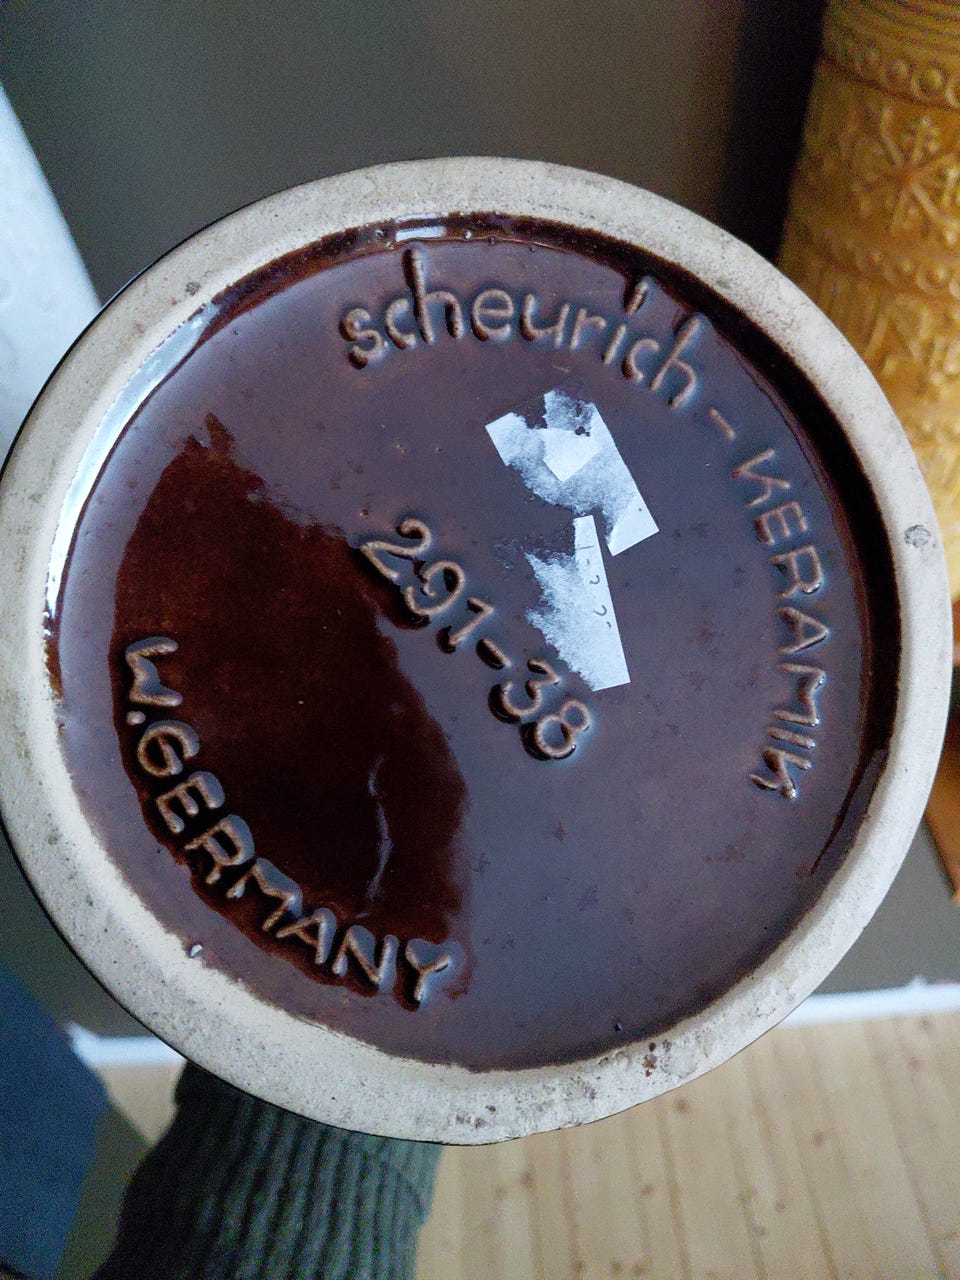 scheurich - KERAMIK
291-38
W.GERMANY